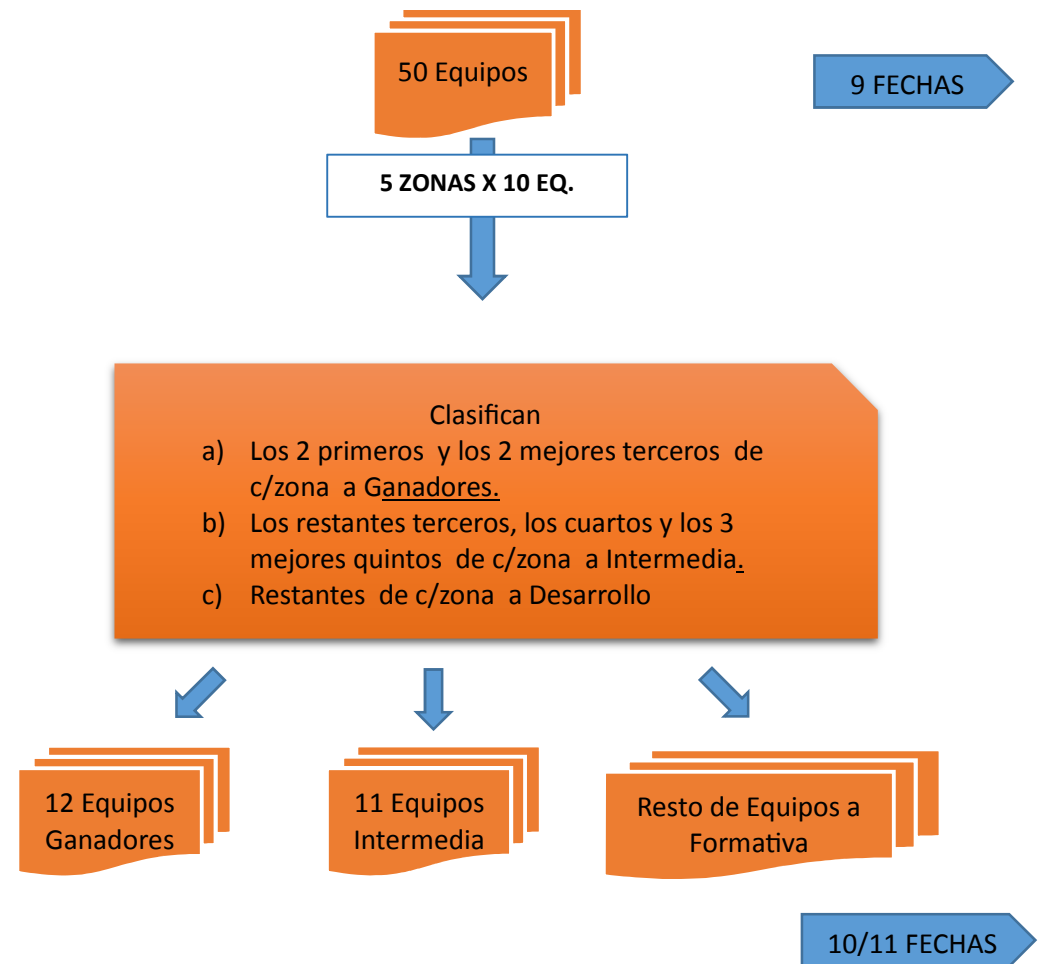 50 Equipos
9 FECHAS
5 ZONAS X 10 EQ.
Clasifican
a) Los 2 primeros y los 2 mejores terceros de
c/zona a Ganadores.
b) Los restantes terceros, los cuartos y los 3
mejores quintos de c/zona a Intermedia.
c) Restantes de c/zona a Desarrollo
12 Equipos
Ganadores
11 Equipos
Intermedia
Resto de Equipos a
Formativa
10/11 FECHAS